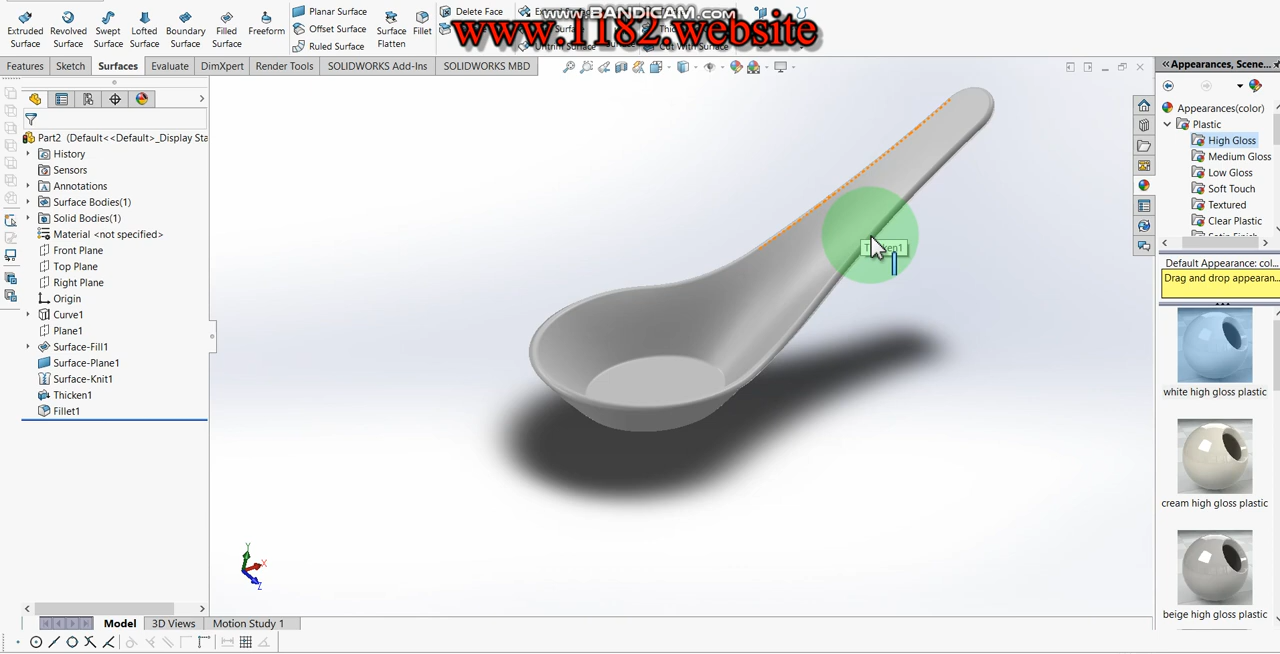 www.BANDICAM.com
www.1182.website
Extruded Surface
Revolved Surface
Swept Surface
Lofted Surface
Boundary Surface
Filled Surface
Freeform
Planar Surface
Offset Surface
Ruled Surface
Surface Flatten
Fillet
Delete Face
Features
Sketch
Surfaces
Evaluate
DimXpert
Render Tools
SOLIDWORKS Add-Ins
SOLIDWORKS MBD
Part2 (Default<<Default>_Display Sta
History
Sensors
Annotations
Surface Bodies(1)
Solid Bodies(1)
Material <not specified>
Front Plane
Top Plane
Right Plane
Origin
Curve1
Plane1
Surface-Fill1
Surface-Plane1
Surface-Knit1
Thicken1
Fillet1
Y
X
Z
Model
3D Views
Motion Study 1
Appearances, Scene...
Appearances(color)
Plastic
High Gloss
Medium Gloss
Low Gloss
Soft Touch
Textured
Clear Plastic
Default Appearance: col...
Drag and drop appearan...
white high gloss plastic
cream high gloss plastic
beige high gloss plastic